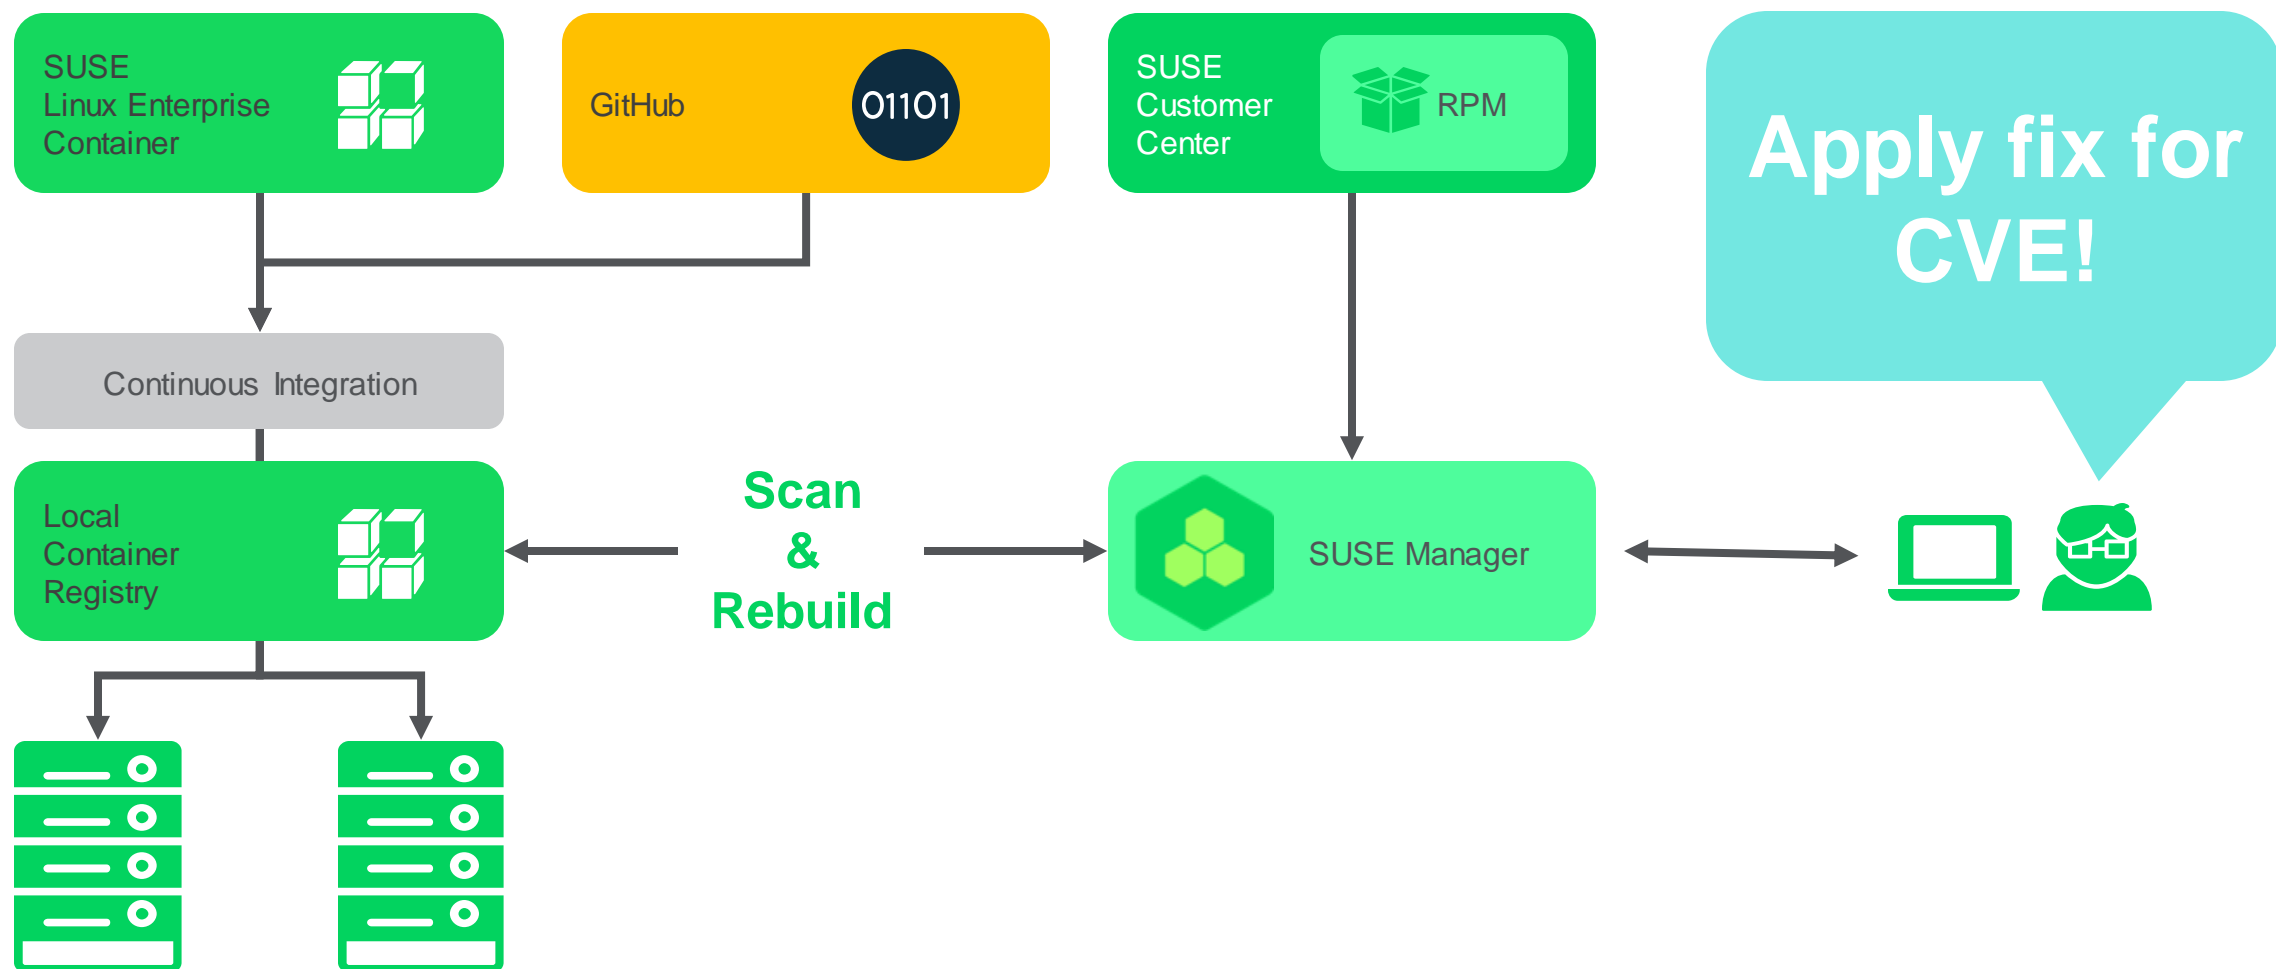 SUSE
Linux Enterprise
Container
GitHub
01101
SUSE
Customer
Center
RPM
Apply fix for
CVE!
Continuous Integration
Local
Container
Registry
Scan
&
Rebuild
SUSE Manager